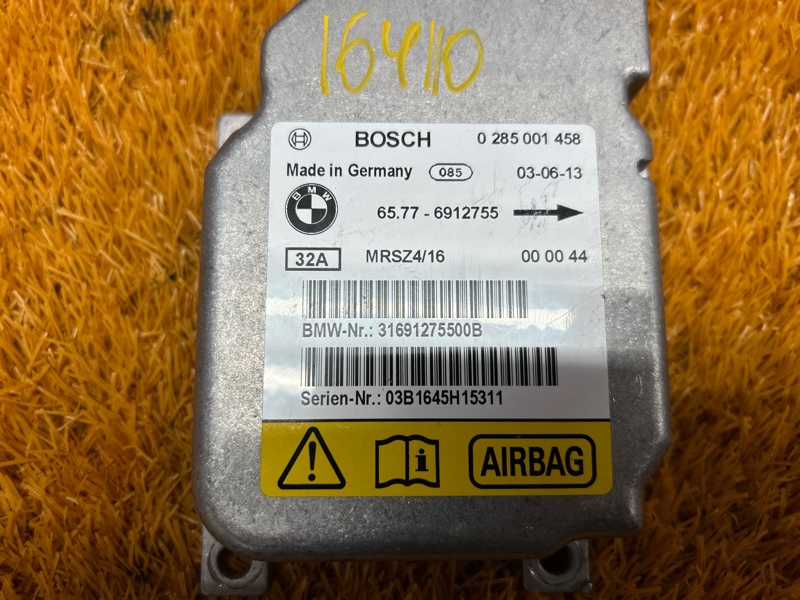 164110
BOSCH 0 285 001 458
Made in Germany 085 03-06-13
BMW 65.77 - 6912755
32A MRSZ4/16 00 00 44
BMW-Nr.: 31691275500B
Serien-Nr.: 03B1645H15311
AIRBAG